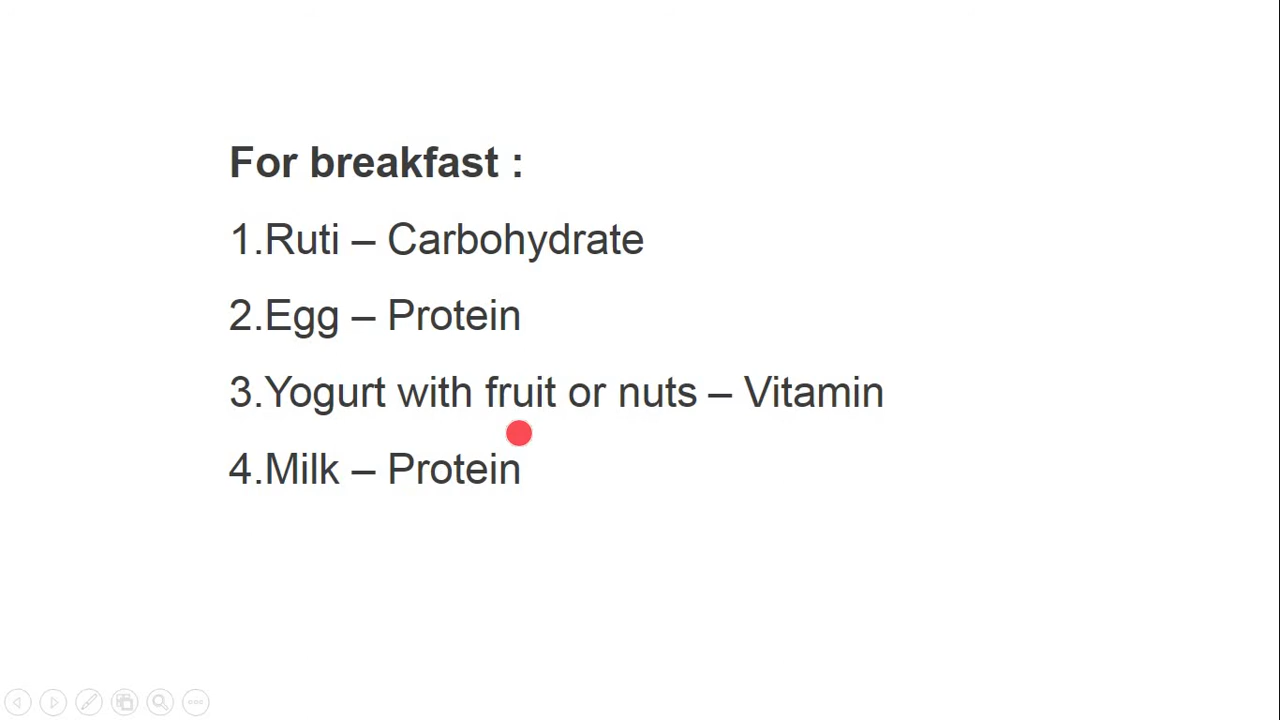 For breakfast :
1.Ruti – Carbohydrate
2.Egg – Protein
3.Yogurt with fruit or nuts – Vitamin
4.Milk – Protein